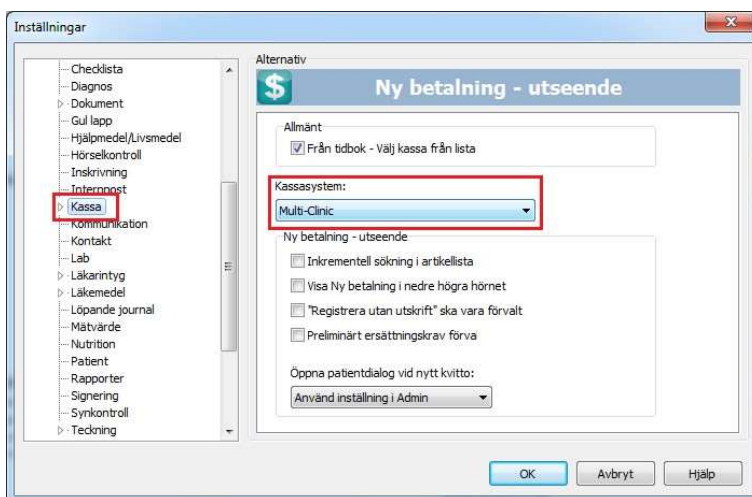 Inställningar
Checklista
Diagnos
Dokument
Gul lapp
Hjälpmedel/Livsmedel
Hörselkontroll
Inskrivning
Internpost
Kassa
Kommunikation
Kontakt
Lab
Läkarintyg
Läkemedel
Löpande journal
Mätvärde
Nutrition
Patient
Rapporter
Signering
Synkontroll
Teckning
Alternativ
$ Ny betalning - utseende
Allmänt
Från tidbok - Välj kassa från lista
Kassasystem:
Multi-Clinic
Ny betalning - utseende
Inkrementell sökning i artikellista
Visa Ny betalning i nedre högra hörnet
"Registrera utan utskrift" ska vara förvalt
Preliminärt ersättningskrav förva
Öppna patientdialog vid nytt kvitto:
Använd inställning i Admin
OK Avbryt Hjälp